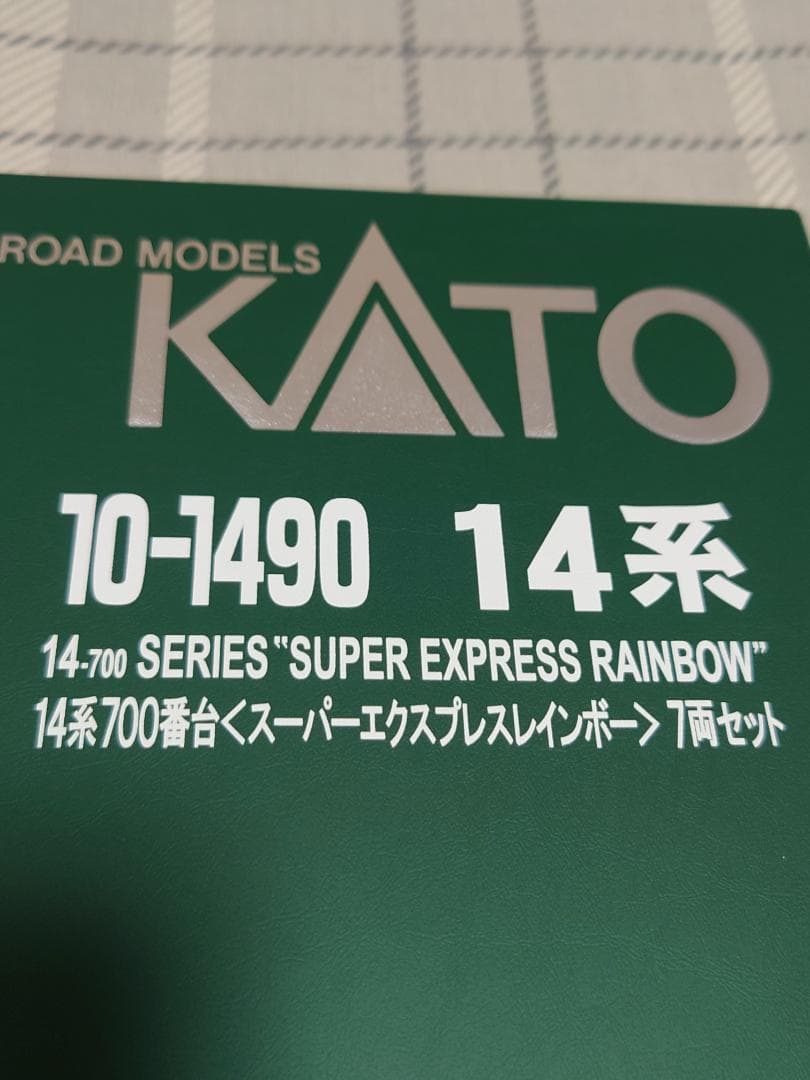 ROAD MODELS
KATO
10-1490 14系
14-700 SERIES “SUPER EXPRESS RAINBOW”
14系700番台<スーパーエクスプレスレインボー> 7両セット